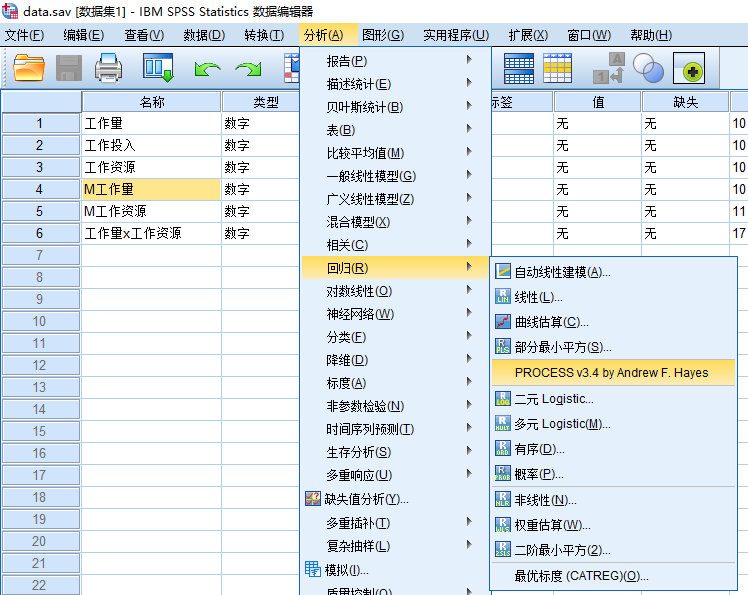 data.sav [数据集1] - IBM SPSS Statistics 数据编辑器
文件(F) 编辑(E) 查看(V) 数据(D) 转换(T) 分析(A) 图形(G) 实用程序(U) 扩展(X) 窗口(W) 帮助(H)
名称 类型 标签 值 缺失
1 工作量 数字 无 无 10
2 工作投入 数字 无 无 10
3 工作资源 数字 无 无 10
4 M工作量 数字 无 无 10
5 M工作资源 数字 无 无 11
6 工作量x工作资源 数字 无 无 17
7
8
9
10
11
12
13
14
15
16
17
18
19
20
21
22
报告(P)
描述统计(E)
贝叶斯统计(B)
表(B)
比较平均值(M)
一般线性模型(G)
广义线性模型(Z)
混合模型(X)
相关(C)
回归(R)
对数线性(O)
神经网络(W)
分类(F)
降维(D)
标度(A)
非参数检验(N)
时间序列预测(T)
生存分析(S)
多重响应(U)
缺失值分析(Y)...
多重插补(T)
复杂抽样(L)
模拟(I)...
质量控制(Q)
自动线性建模(A)...
线性(L)...
曲线估算(C)...
部分最小平方(S)...
PROCESS v3.4 by Andrew F. Hayes
二元 Logistic...
多元 Logistic(M)...
有序(D)...
概率(P)...
非线性(N)...
权重估算(W)...
二阶最小平方(2)...
最优标度 (CATREG)(O)...